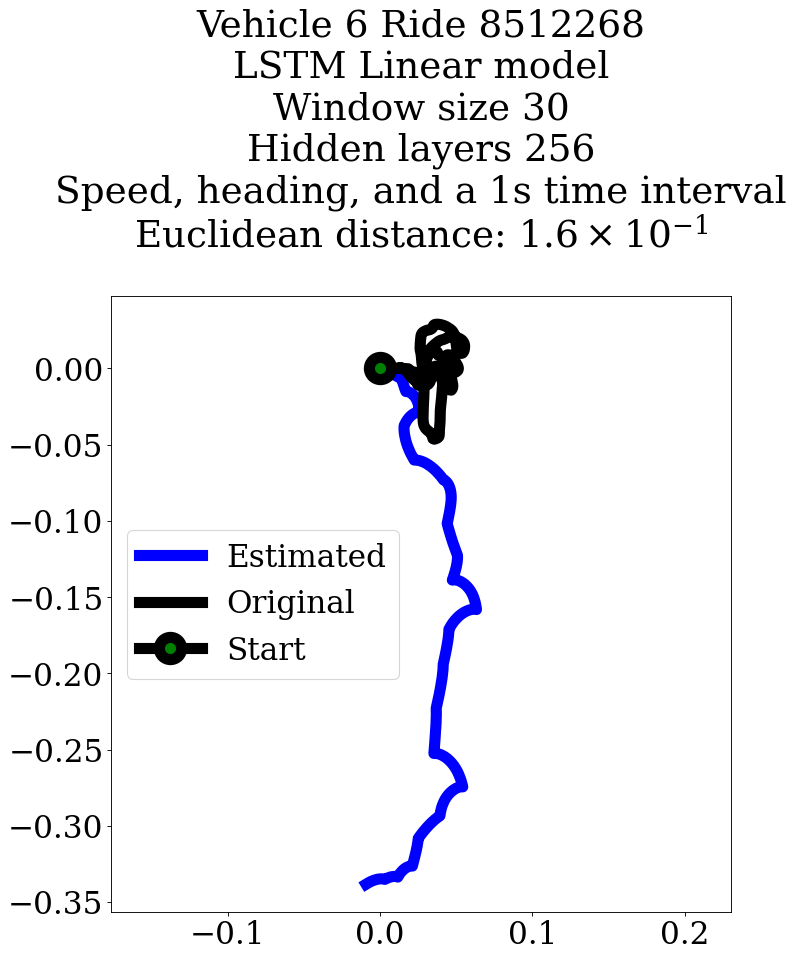 Vehicle 6 Ride 8512268
LSTM Linear model
Window size 30
Hidden layers 256
Speed, heading, and a 1s time interval
Euclidean distance: 1.6 × 10⁻¹
0.00
−0.05
−0.10
−0.15
−0.20
−0.25
−0.30
−0.35
Estimated
Original
Start
−0.1
0.0
0.1
0.2